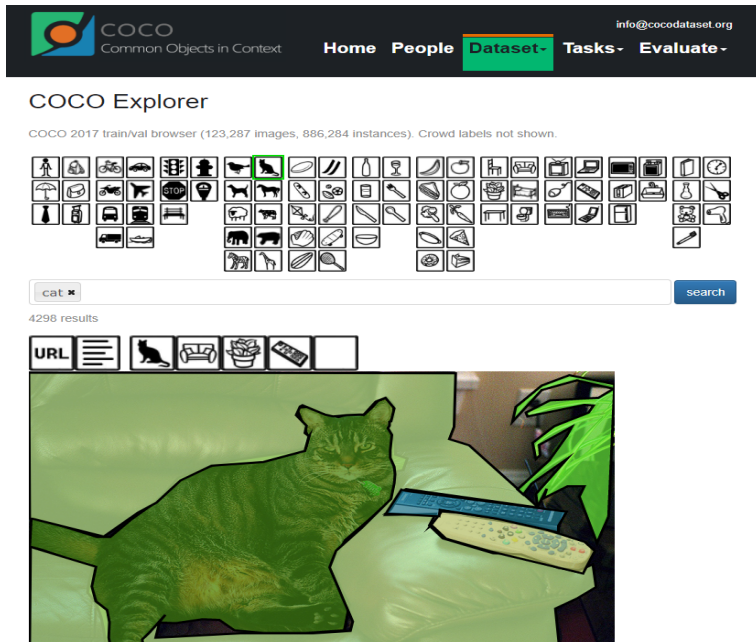 COCO
Common Objects in Context
info@cocodataset.org
Home People Dataset Tasks Evaluate
COCO Explorer
COCO 2017 train/val browser (123,287 images, 886,284 instances). Crowd labels not shown.
STOP
cat ✖
search
4298 results
URL